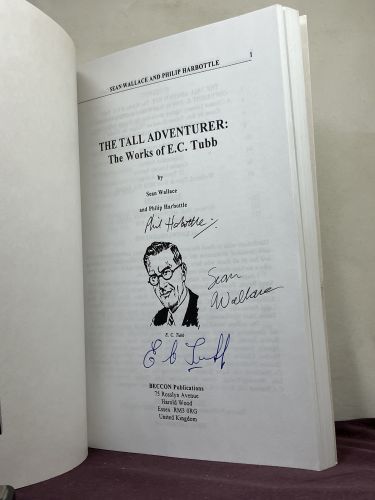 SEAN WALLACE AND PHILIP HARBOTTLE 1
THE TALL ADVENTURER:
The Works of E.C. Tubb
by
Sean Wallace
and Philip Harbottle
Phil Harbottle
Sean
Wallace
E. C. Tubb
E C Tubb
BECCON Publications
75 Rosslyn Avenue
Harold Wood
Essex RM3 0RG
United Kingdom